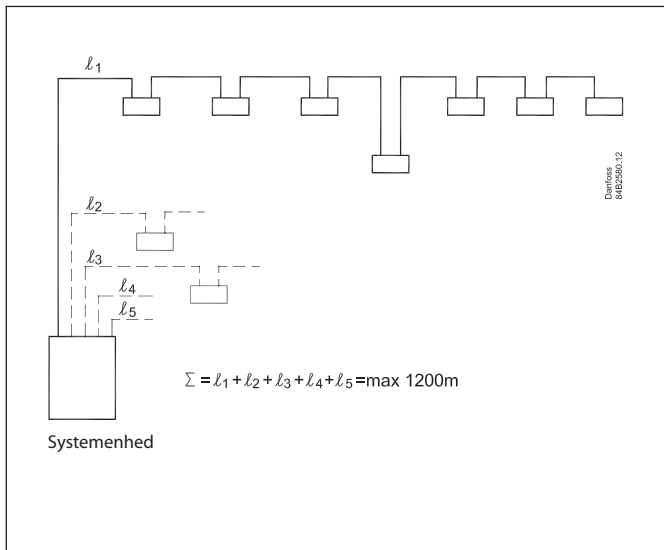 ℓ1
Danfoss
84B2580.12
ℓ2
ℓ3
ℓ4
ℓ5
Σ=ℓ1+ℓ2+ℓ3+ℓ4+ℓ5=max 1200m
Systemenhed